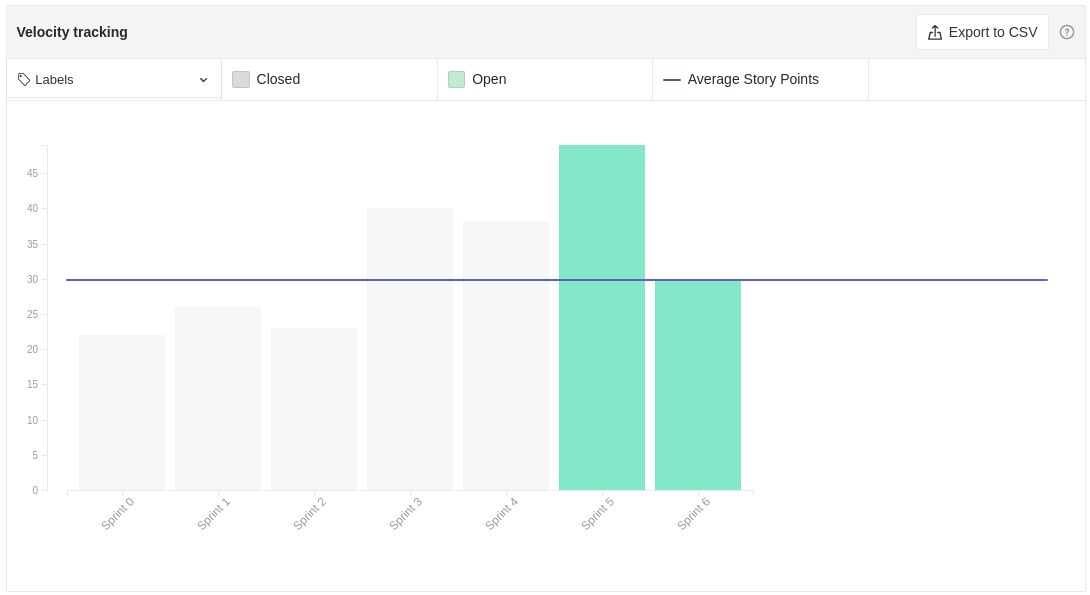 Velocity tracking
Export to CSV
?
Labels
Closed
Open
Average Story Points
45
40
35
30
25
20
15
10
5
0
Sprint 0
Sprint 1
Sprint 2
Sprint 3
Sprint 4
Sprint 5
Sprint 6